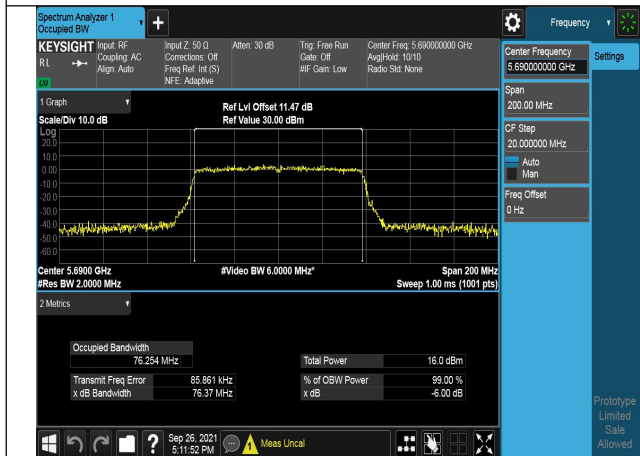 Spectrum Analyzer 1
Occupied BW
Frequency
KEYSIGHT
RL
Input: RF
Coupling: AC
Align: Auto
Input Z: 50 Ω
Corrections: Off
Freq Ref: Int (S)
NFE: Adaptive
Atten: 30 dB
Trig: Free Run
Gate: Off
#IF Gain: Low
Center Freq: 5.690000000 GHz
Avg|Hold: 10/10
Radio Std: None
LXI
1 Graph
Scale/Div 10.0 dB
Ref Lvl Offset 11.47 dB
Ref Value 30.00 dBm
Log
20.0
10.0
0.00
-10.0
-20.0
-30.0
-40.0
-50.0
-60.0
Center 5.6900 GHz
#Res BW 2.0000 MHz
#Video BW 6.0000 MHz*
Span 200 MHz
Sweep 1.00 ms (1001 pts)
2 Metrics
Occupied Bandwidth
76.254 MHz
Total Power 16.0 dBm
Transmit Freq Error 85.861 kHz
% of OBW Power 99.00 %
x dB Bandwidth 76.37 MHz
x dB -6.00 dB
Center Frequency
5.690000000 GHz
Settings
Span
200.00 MHz
CF Step
20.000000 MHz
Auto
Man
Freq Offset
0 Hz
Prototype
Limited
Sale
Allowed
?
Sep 26, 2021
5:11:52 PM
Meas Uncal